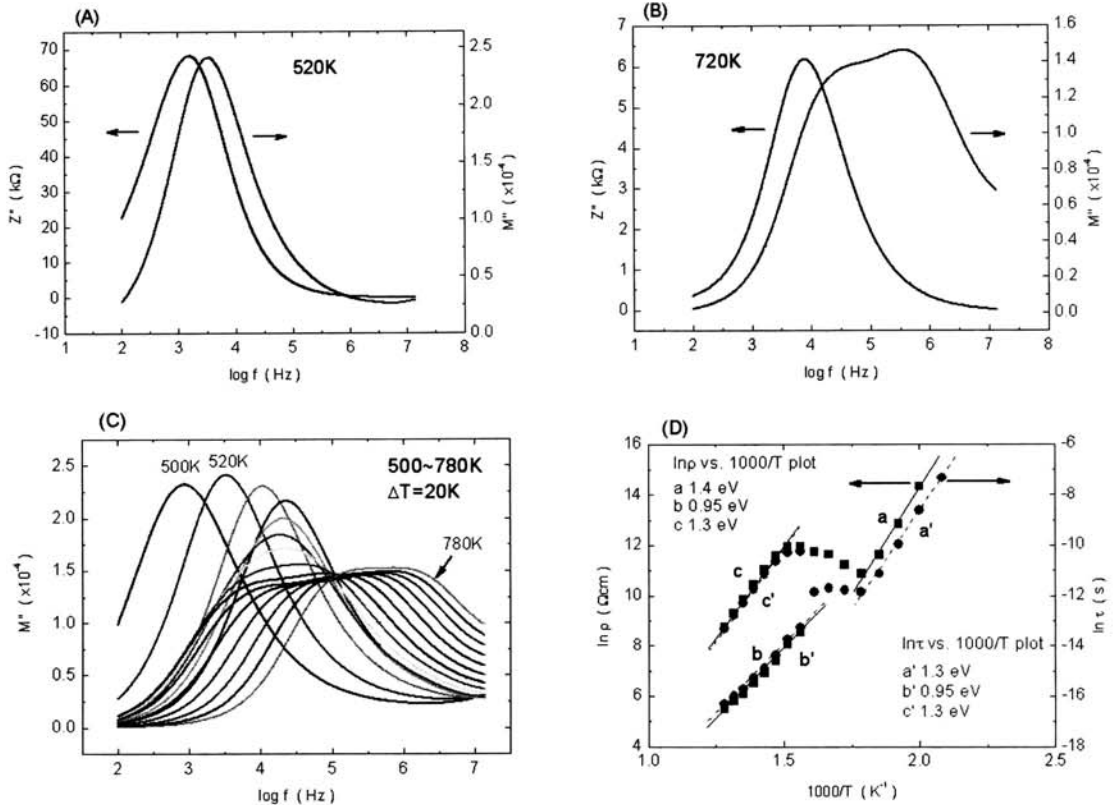 (A)
520K
70
60
50
40
30
20
10
0
-10
Z" (kΩ)
2.5
2.0
1.5
1.0
0.5
0.0
M" (×10⁻⁴)
1 2 3 4 5 6 7 8
log f (Hz)
(B)
720K
7
6
5
4
3
2
1
0
Z" (kΩ)
1.6
1.4
1.2
1.0
0.8
0.6
0.4
0.2
0.0
M" (×10⁻⁴)
1 2 3 4 5 6 7 8
log f (Hz)
(C)
500K
520K
500~780K
ΔT=20K
780K
2.5
2.0
1.5
1.0
0.5
0.0
M" (×10⁻⁴)
2 3 4 5 6 7
log f (Hz)
(D)
lnρ vs. 1000/T plot
a 1.4 eV
b 0.95 eV
c 1.3 eV
a
a'
c
c'
b
b'
lnτ vs. 1000/T plot
a' 1.3 eV
b' 0.95 eV
c' 1.3 eV
16
14
12
10
8
6
4
ln ρ (Ωcm)
-6
-8
-10
-12
-14
-16
-18
ln τ (s)
1.0 1.5 2.0 2.5
1000/T (K⁻¹)